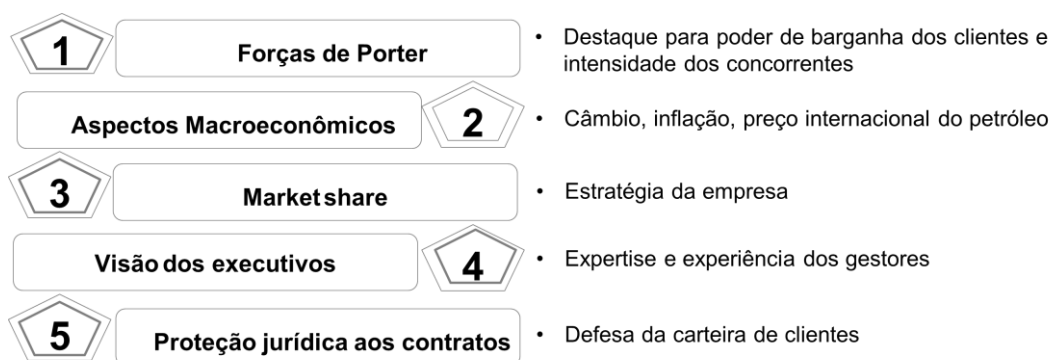 1
Forças de Porter
• Destaque para poder de barganha dos clientes e
intensidade dos concorrentes
Aspectos Macroeconômicos
2
• Câmbio, inflação, preço internacional do petróleo
3
Market share
• Estratégia da empresa
Visão dos executivos
4
• Expertise e experiência dos gestores
5
Proteção jurídica aos contratos
• Defesa da carteira de clientes